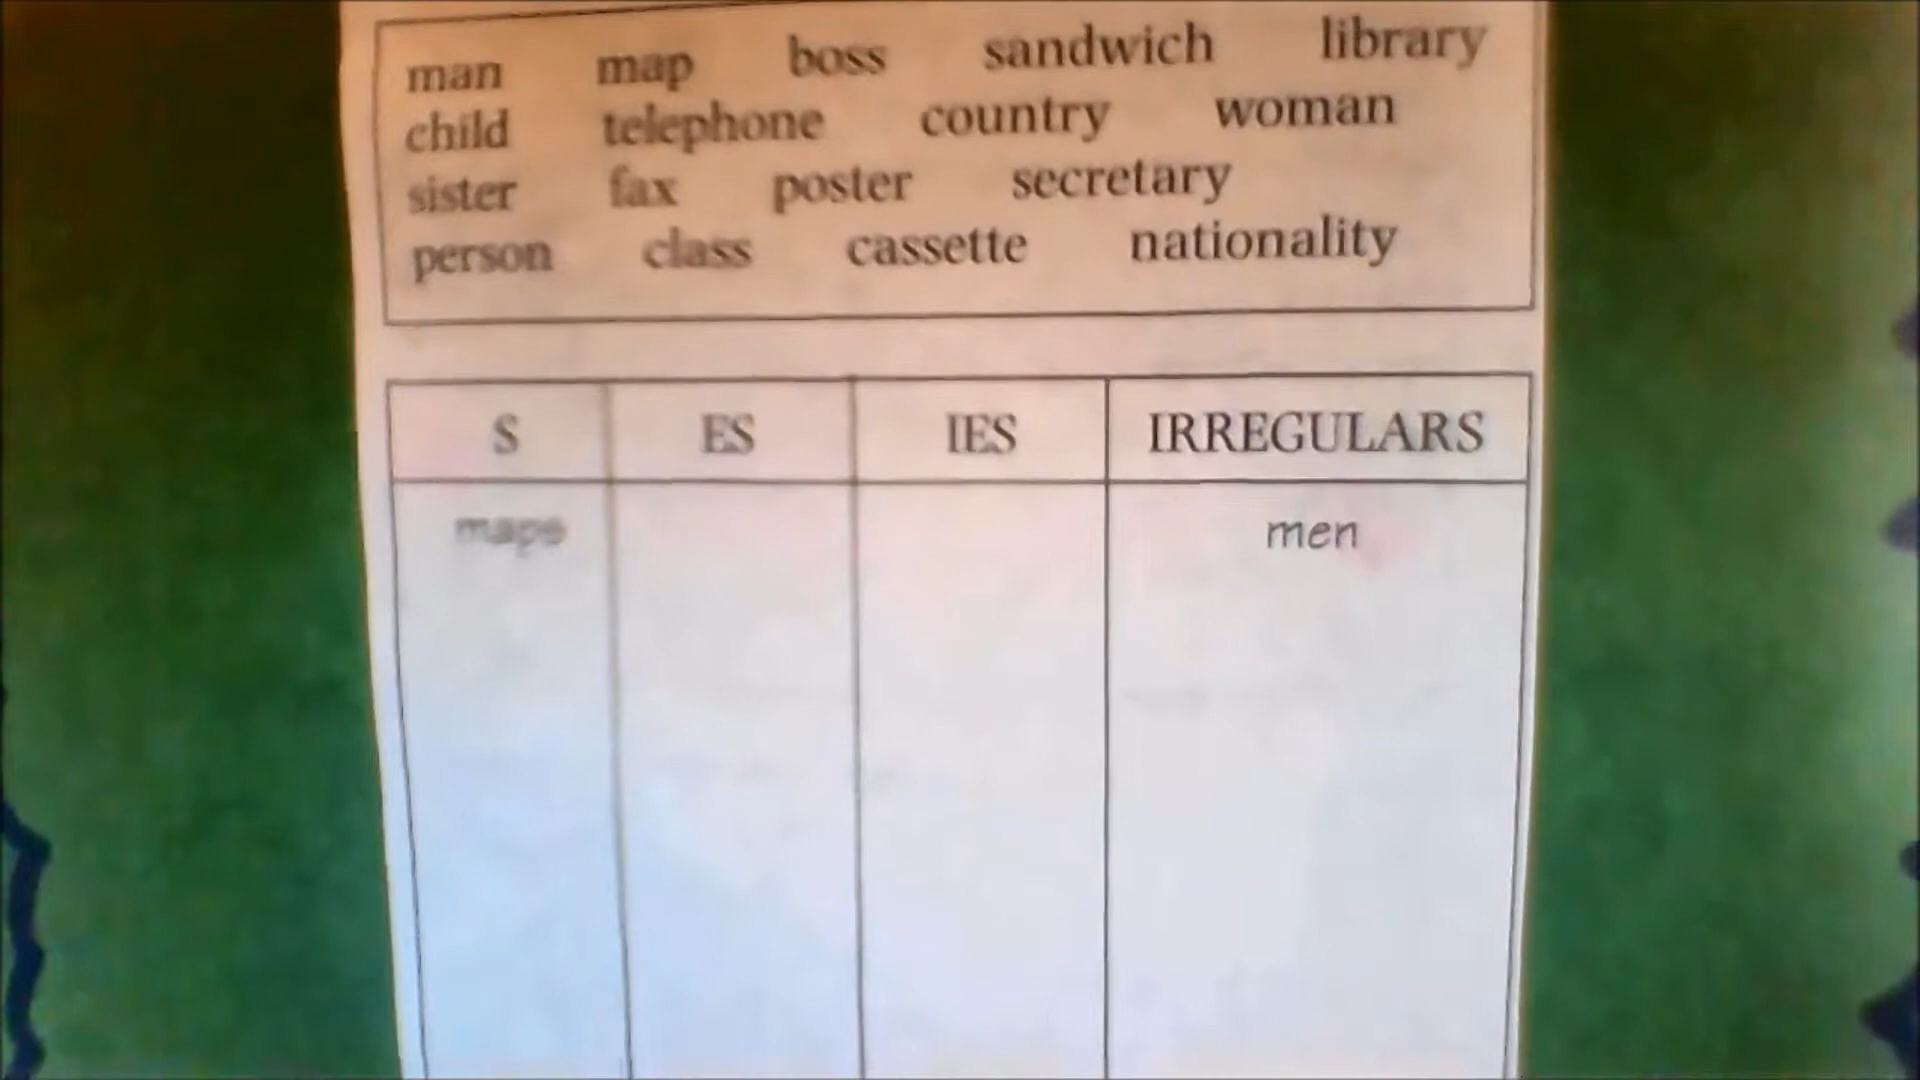 man map boss sandwich library
child telephone country woman
sister fax poster secretary
person class cassette nationality
S ES IES IRREGULARS
maps men